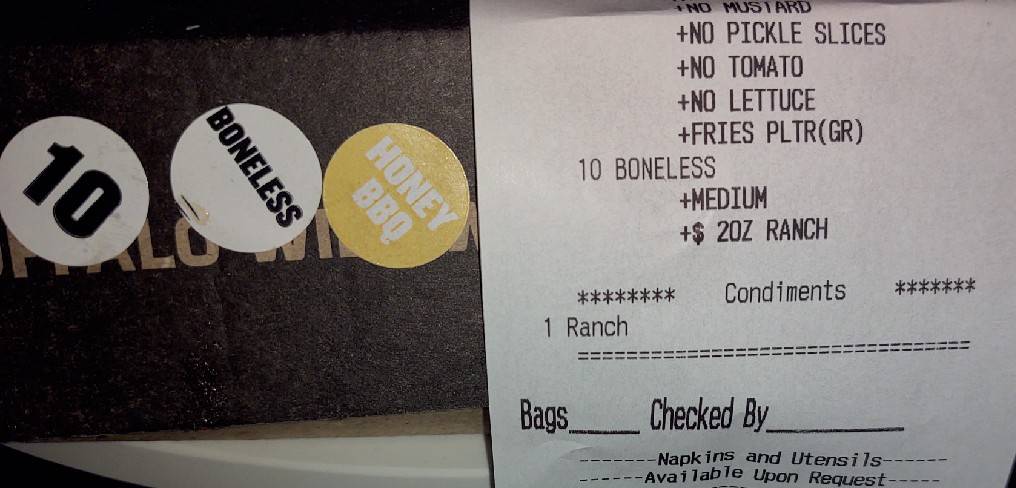 10
BONELESS
HONEY
BBQ
+NO MUSTARD
+NO PICKLE SLICES
+NO TOMATO
+NO LETTUCE
+FRIES PLTR(GR)
10 BONELESS
+MEDIUM
+$ 2OZ RANCH
******** Condiments *******
1 Ranch
==================================
Bags_____ Checked By__________
-------Napkins and Utensils------
------Available Upon Request-----